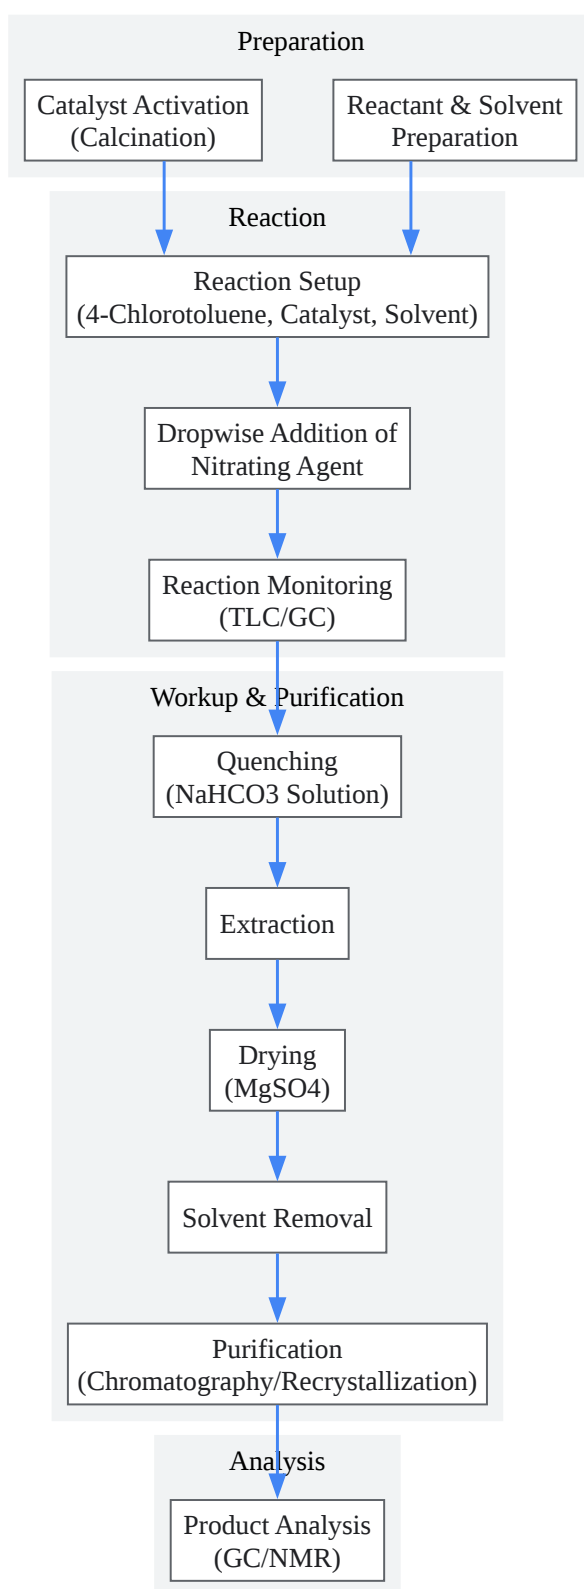 Preparation
Catalyst Activation
(Calcination)
Reactant & Solvent
Preparation
Reaction
Reaction Setup
(4-Chlorotoluene, Catalyst, Solvent)
Dropwise Addition of
Nitrating Agent
Reaction Monitoring
(TLC/GC)
Workup & Purification
Quenching
(NaHCO3 Solution)
Extraction
Drying
(MgSO4)
Solvent Removal
Purification
(Chromatography/Recrystallization)
Analysis
Product Analysis
(GC/NMR)